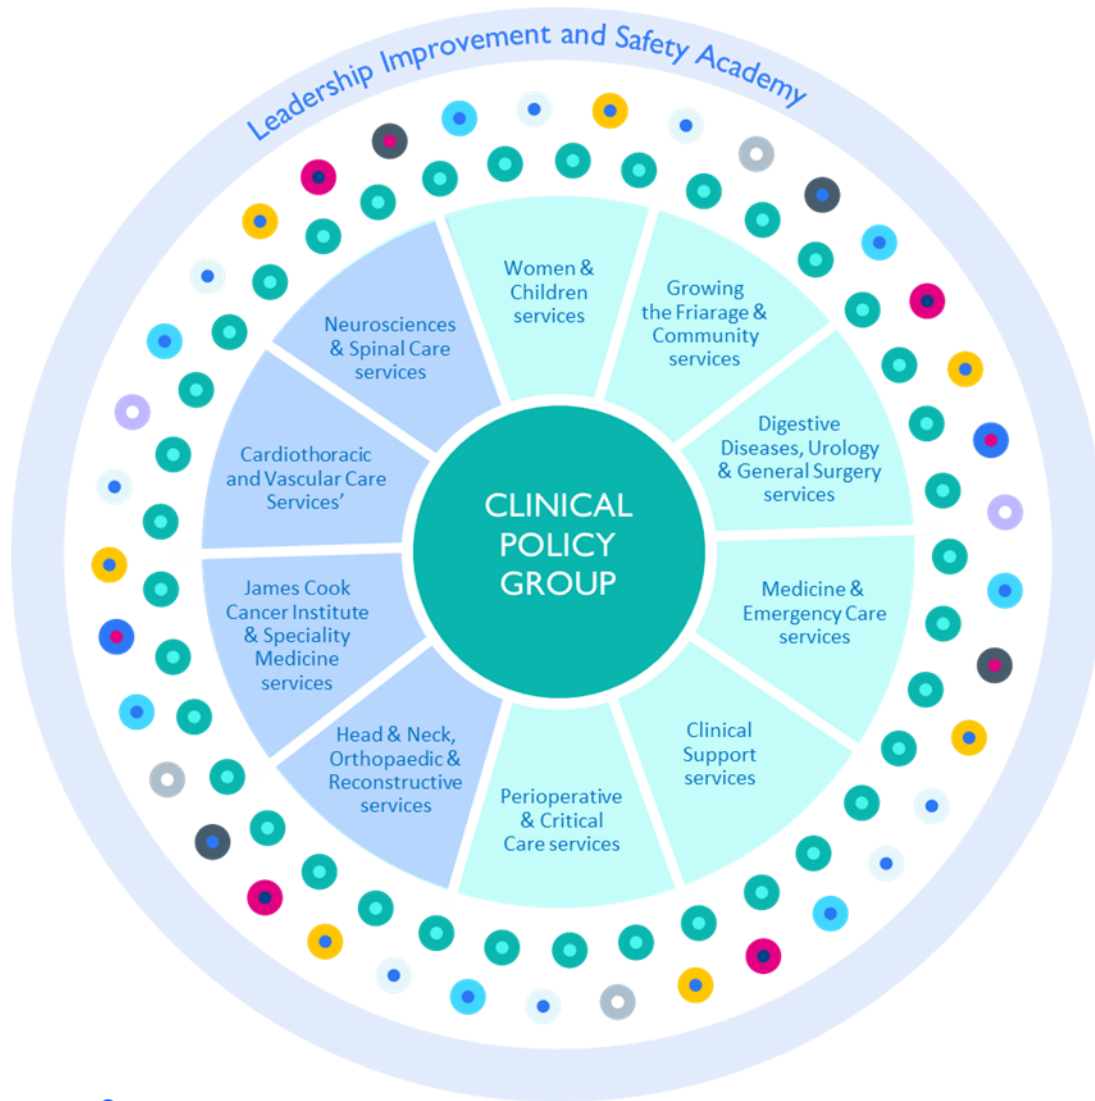 Leadership Improvement and Safety Academy
Women &
Children
services
Growing
the Friarage &
Community
services
Digestive
Diseases, Urology
& General Surgery
services
Medicine &
Emergency Care
services
Clinical
Support
services
Perioperative
& Critical
Care services
Head & Neck,
Orthopaedic &
Reconstructive
services
James Cook
Cancer Institute
& Speciality
Medicine
services
Cardiothoracic
and Vascular Care
Services’
Neurosciences
& Spinal Care
services
CLINICAL
POLICY
GROUP